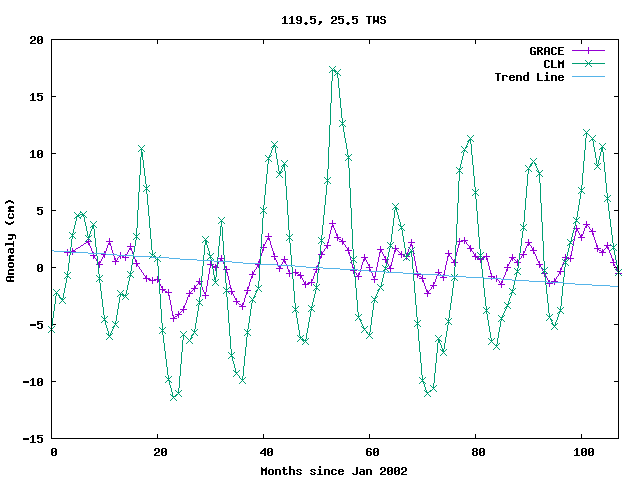 119.5, 25.5 TWS
GRACE
CLM
Trend Line
20
15
10
5
0
-5
-10
-15
Anomaly (cm)
0 20 40 60 80 100
Months since Jan 2002